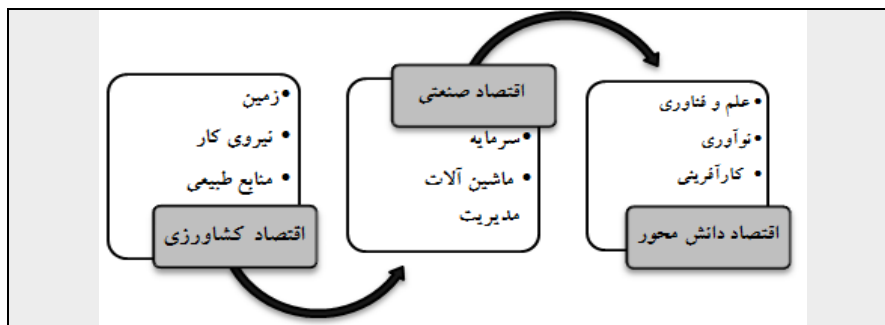 •زمین
• نیروی کار
• منابع طبیعی
اقتصاد کشاورزی
اقتصاد صنعتی
•سرمایه
• ماشین آلات
مدیریت
• علم و فناوری
•نوآوری
• کارآفرینی
اقتصاد دانش محور